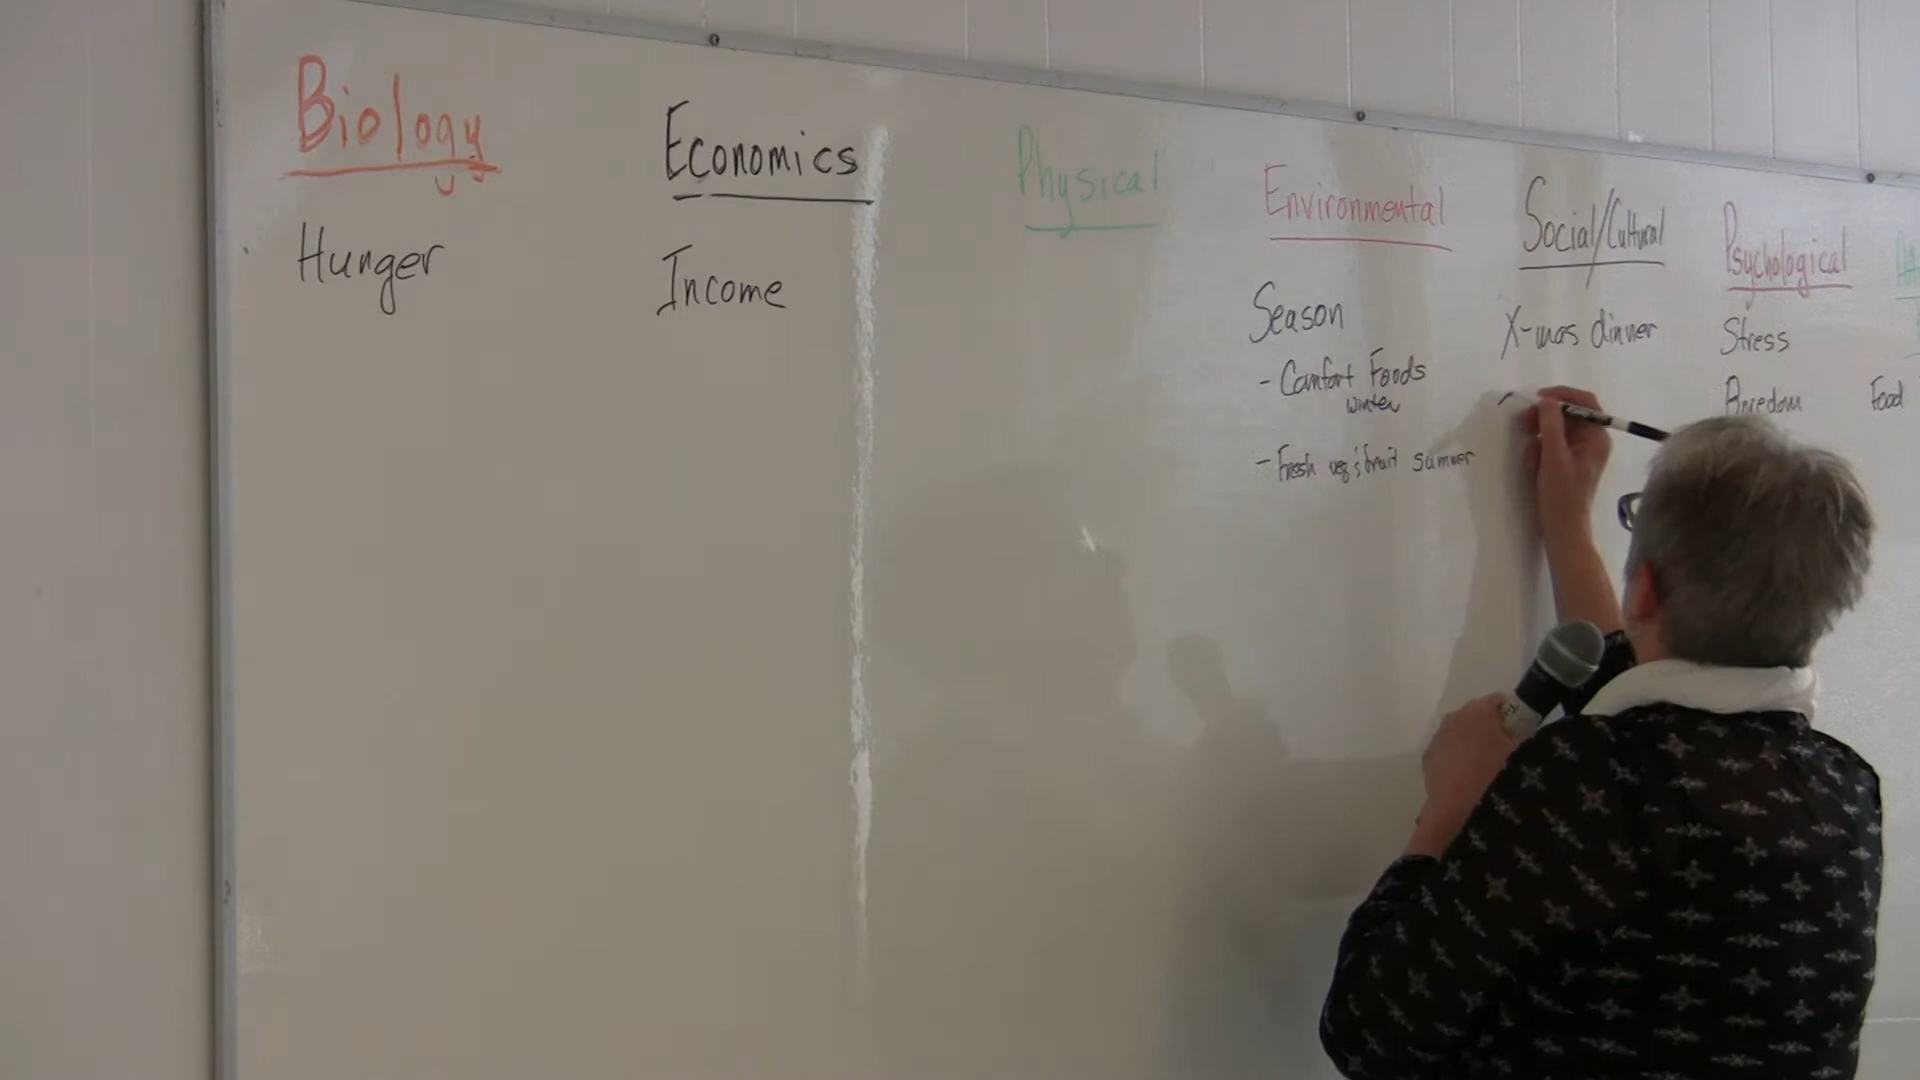 Biology
Hunger
Economics
Income
Physical
Environmental
Season
- Comfort Foods
winter
- Fresh veg & fruit summer
Social/Cultural
X-mas dinner
Psychological
Stress
Boredom
Food